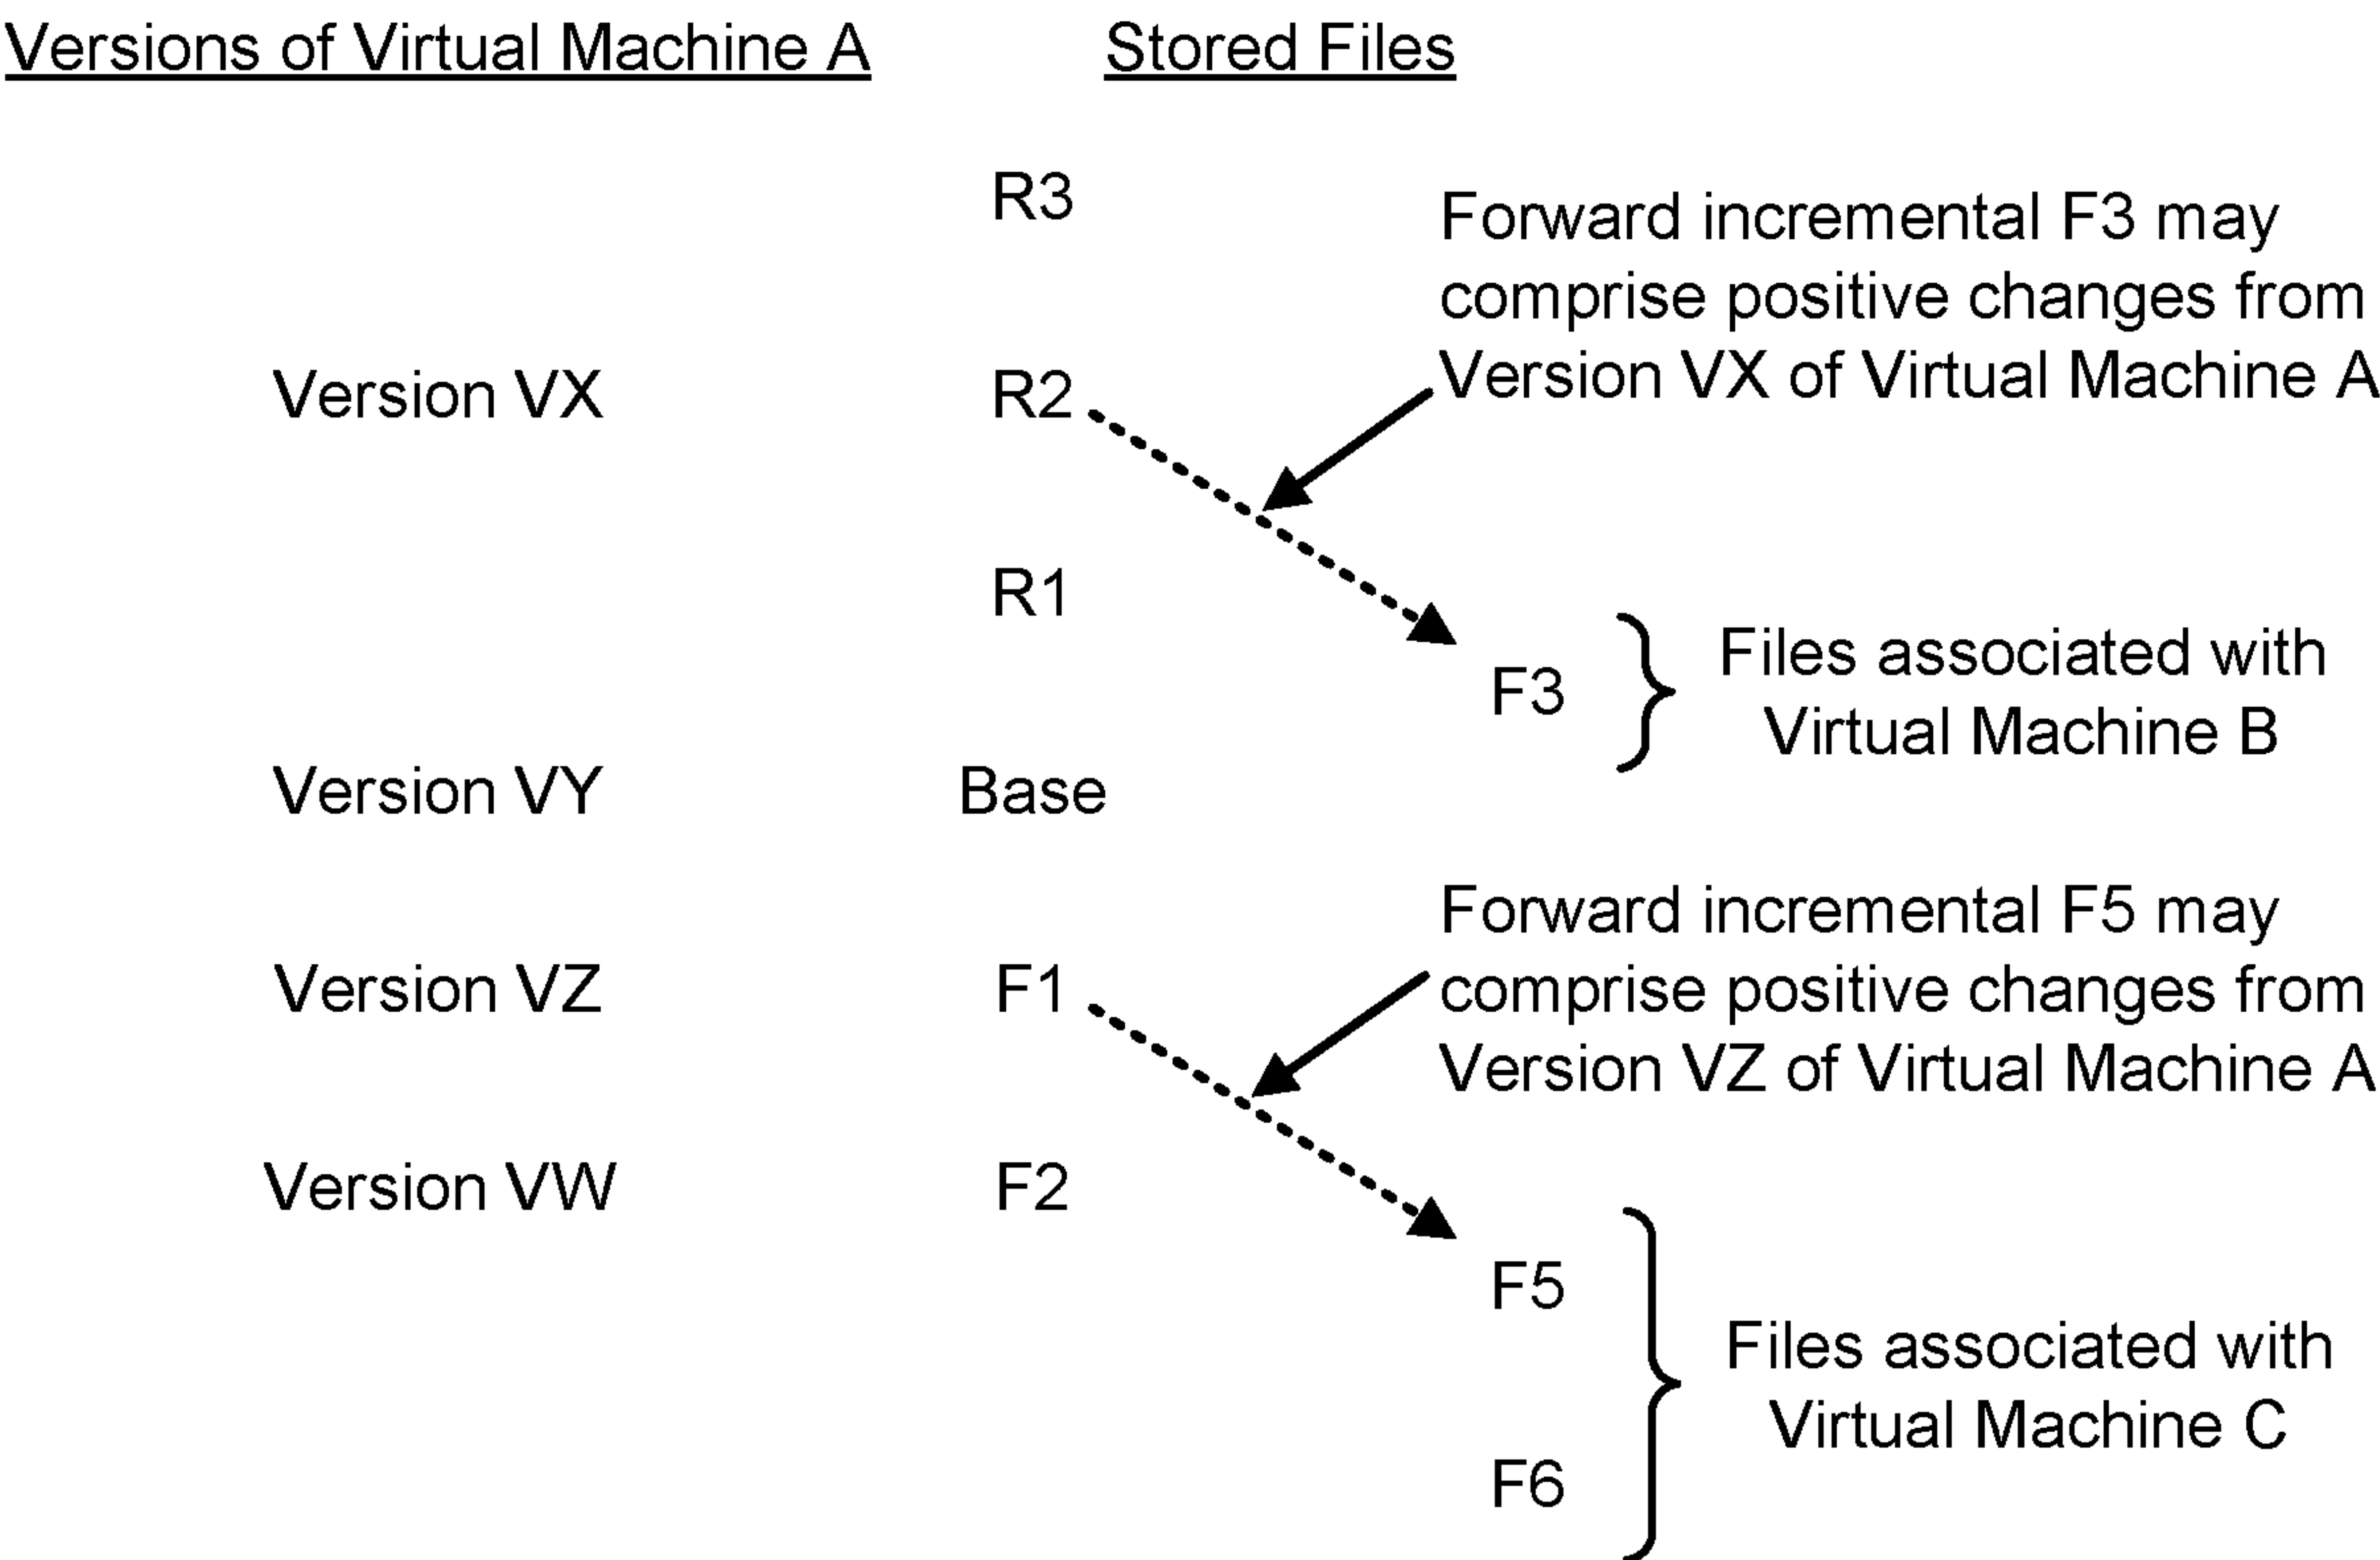 Versions of Virtual Machine A
Stored Files
R3
Forward incremental F3 may
comprise positive changes from
Version VX of Virtual Machine A
Version VX
R2
R1
F3
Files associated with
Virtual Machine B
Version VY
Base
Forward incremental F5 may
comprise positive changes from
Version VZ of Virtual Machine A
Version VZ
F1
Version VW
F2
F5
Files associated with
Virtual Machine C
F6